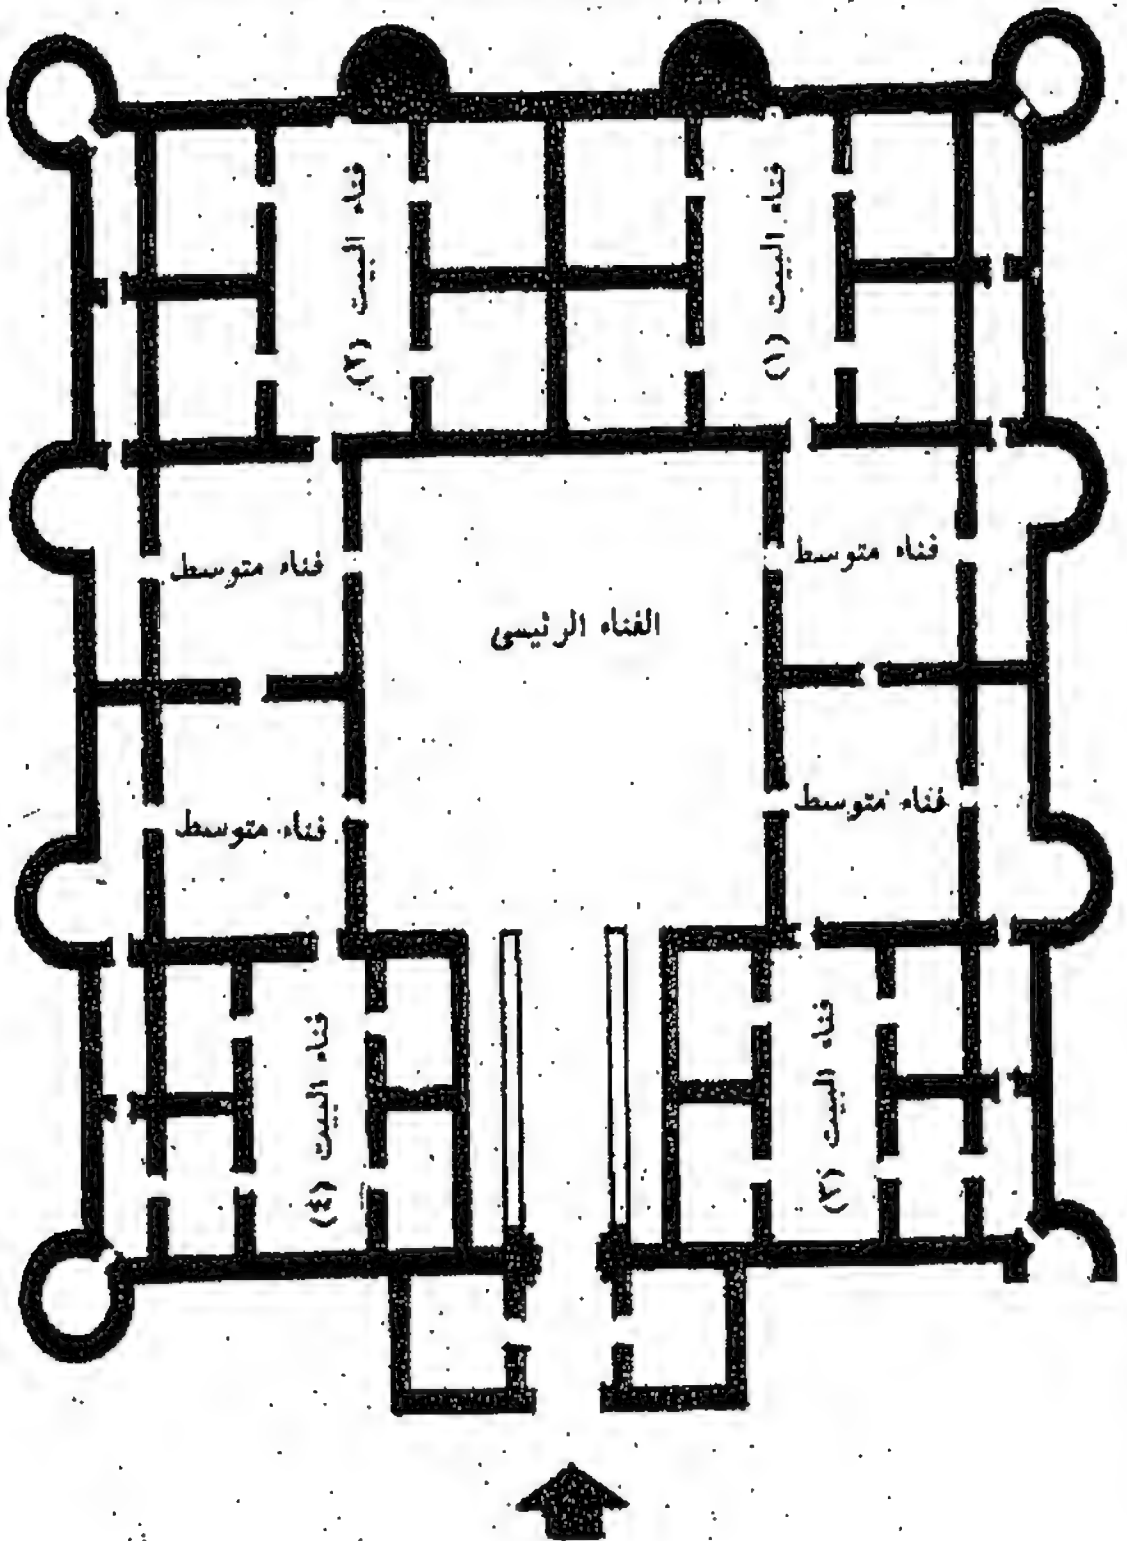 فناء البيت (١)
فناء البيت (٢)
فناء متوسط
فناء متوسط
الفناء الرئيسى
فناء متوسط
فناء متوسط
فناء البيت (٣)
فناء البيت (٤)